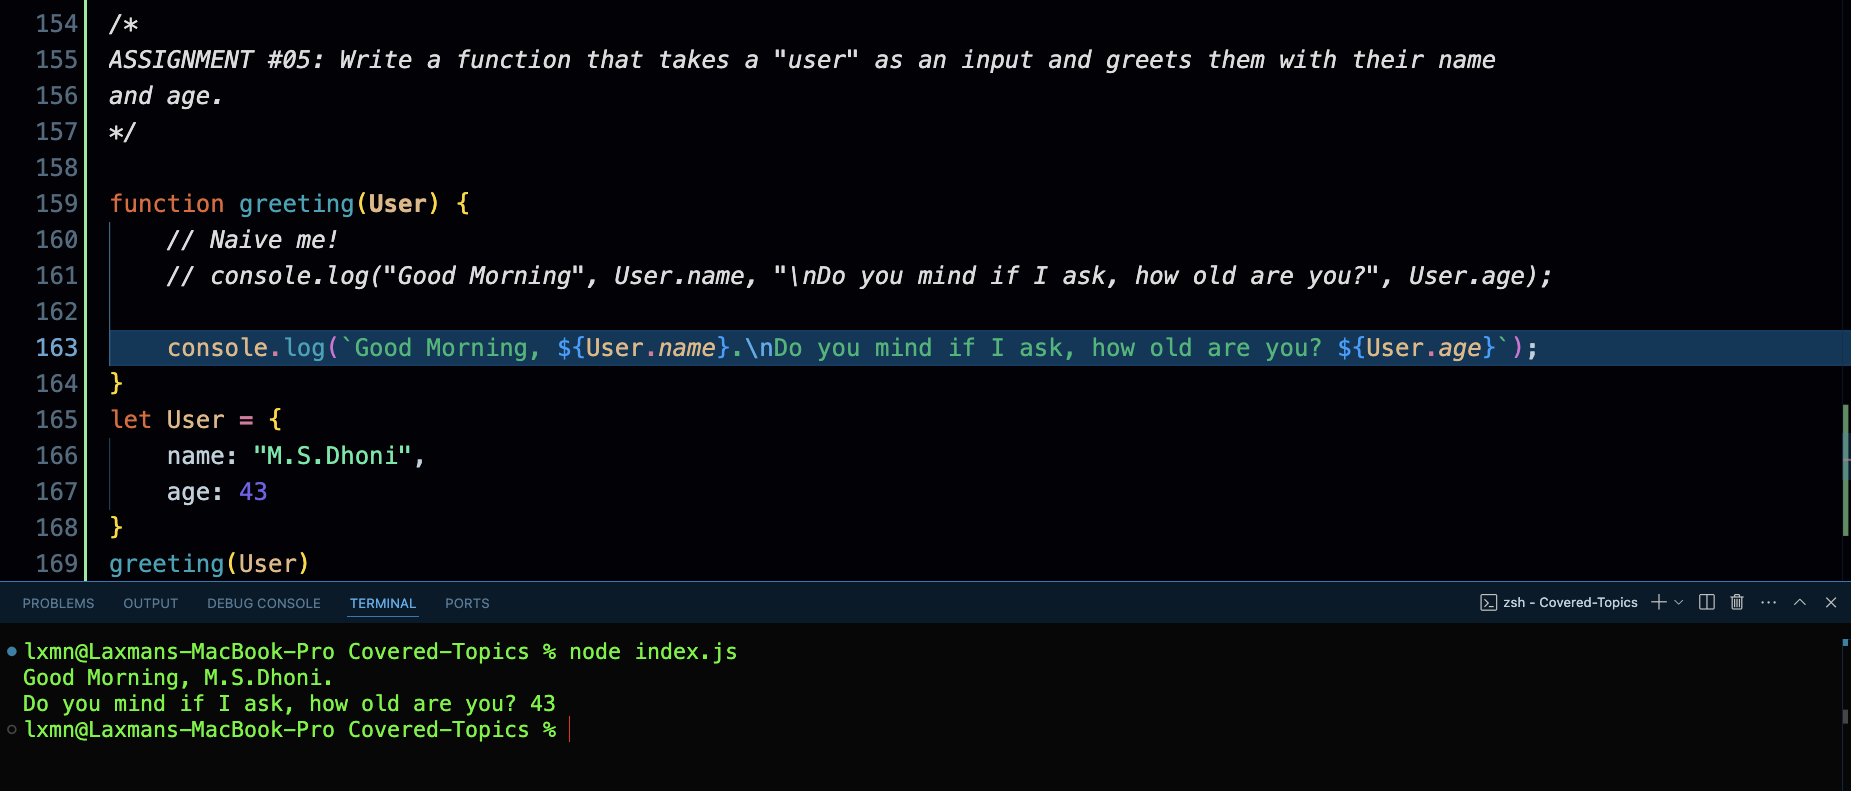 154 /*
155 ASSIGNMENT #05: Write a function that takes a "user" as an input and greets them with their name
156 and age.
157 */
158
159 function greeting(User) {
160     // Naive me!
161     // console.log("Good Morning", User.name, "\nDo you mind if I ask, how old are you?", User.age);
162
163     console.log(`Good Morning, ${User.name}.\nDo you mind if I ask, how old are you? ${User.age}`);
164 }
165 let User = {
166     name: "M.S.Dhoni",
167     age: 43
168 }
169 greeting(User)
PROBLEMS OUTPUT DEBUG CONSOLE TERMINAL PORTS zsh - Covered-Topics
lxmn@Laxmans-MacBook-Pro Covered-Topics % node index.js
Good Morning, M.S.Dhoni.
Do you mind if I ask, how old are you? 43
lxmn@Laxmans-MacBook-Pro Covered-Topics %